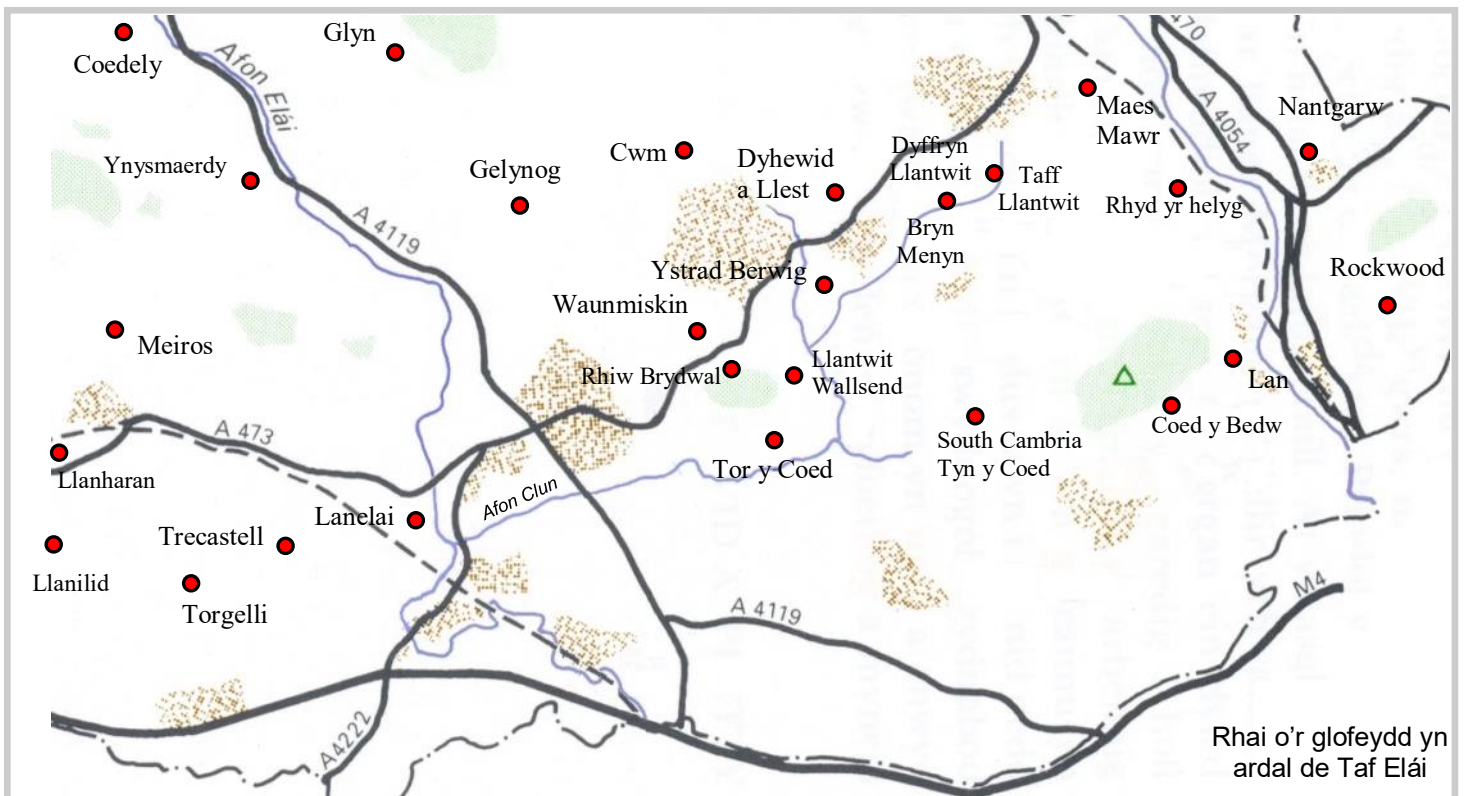 Glyn
Coedely
Afon Elái
470
Maes
Mawr
Nantgarw
A 4054
Ynysmaerdy
Gelynog
Cwm
Dyhewid
a Llest
Dyffryn
Llantwit
Taff
Llantwit
Rhyd yr helyg
A 4119
Bryn
Menyn
Rockwood
Ystrad Berwig
Waunmiskin
Meiros
Rhiw Brydwal
Llantwit
Wallsend
Lan
A 473
Coed y Bedw
South Cambria
Tyn y Coed
Tor y Coed
Llanharan
Afon Clun
Lanelai
Trecastell
Llanilid
Torgelli
A 4119
M4
A4222
Rhai o’r glofeydd yn
ardal de Taf Elái